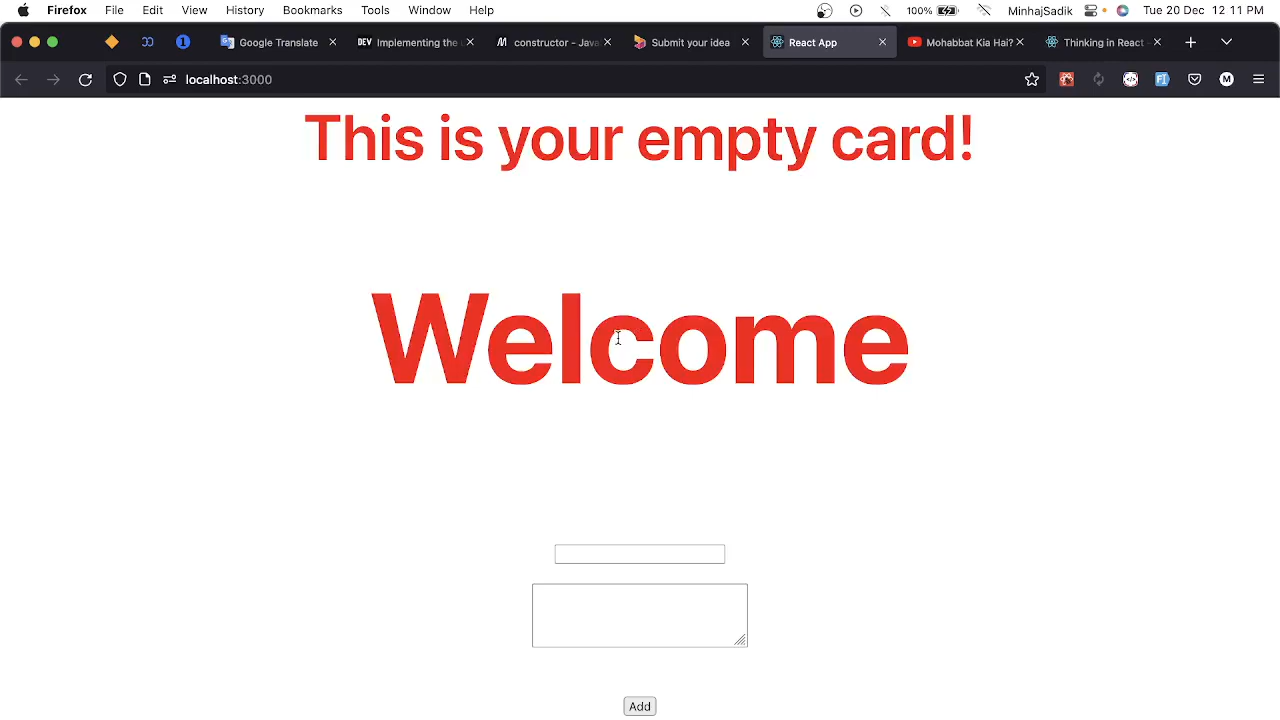 Firefox File Edit View History Bookmarks Tools Window Help 100% MinhajSadik Tue 20 Dec 12.11 PM
Google Translate DEV Implementing the constructor - Java Submit your idea React App Mohabbat Kia Hai? Thinking in React -
localhost:3000 FI M
This is your empty card!
Welcome
Add